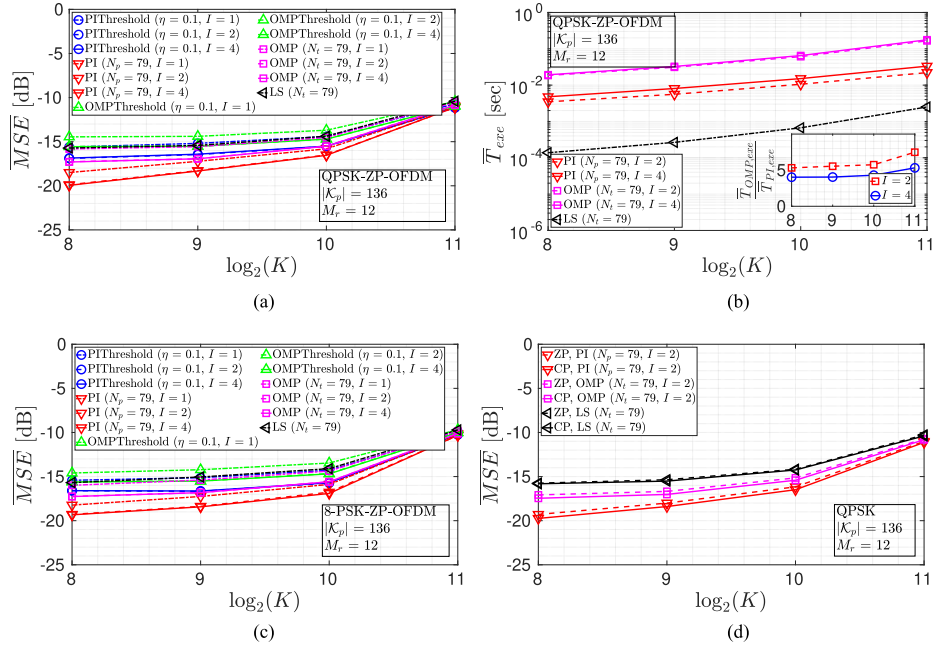 0
-5
-10
-15
-20
-25
$\overline{MSE}$ [dB]
PIThreshold (η = 0.1, I = 1)
PIThreshold (η = 0.1, I = 2)
PIThreshold (η = 0.1, I = 4)
PI (N_p = 79, I = 1)
PI (N_p = 79, I = 2)
PI (N_p = 79, I = 4)
OMPThreshold (η = 0.1, I = 1)
OMPThreshold (η = 0.1, I = 2)
OMPThreshold (η = 0.1, I = 4)
OMP (N_t = 79, I = 1)
OMP (N_t = 79, I = 2)
OMP (N_t = 79, I = 4)
LS (N_t = 79)
QPSK-ZP-OFDM
|K_p| = 136
M_r = 12
8 9 10 11
log_2(K)
(a)
10^0
10^-2
10^-4
10^-6
$\overline{T}_{exe}$ [sec]
QPSK-ZP-OFDM
|K_p| = 136
M_r = 12
PI (N_p = 79, I = 2)
PI (N_p = 79, I = 4)
OMP (N_t = 79, I = 2)
OMP (N_t = 79, I = 4)
LS (N_t = 79)
$\frac{\overline{T}_{OMP,exe}}{\overline{T}_{PI,exe}}$
5
0
I = 2
I = 4
8 9 10 11
8 9 10 11
log_2(K)
(b)
0
-5
-10
-15
-20
-25
$\overline{MSE}$ [dB]
PIThreshold (η = 0.1, I = 1)
PIThreshold (η = 0.1, I = 2)
PIThreshold (η = 0.1, I = 4)
PI (N_p = 79, I = 1)
PI (N_p = 79, I = 2)
PI (N_p = 79, I = 4)
OMPThreshold (η = 0.1, I = 1)
OMPThreshold (η = 0.1, I = 2)
OMPThreshold (η = 0.1, I = 4)
OMP (N_t = 79, I = 1)
OMP (N_t = 79, I = 2)
OMP (N_t = 79, I = 4)
LS (N_t = 79)
8-PSK-ZP-OFDM
|K_p| = 136
M_r = 12
8 9 10 11
log_2(K)
(c)
0
-5
-10
-15
-20
-25
$\overline{MSE}$ [dB]
ZP, PI (N_p = 79, I = 2)
CP, PI (N_p = 79, I = 2)
ZP, OMP (N_t = 79, I = 2)
CP, OMP (N_t = 79, I = 2)
ZP, LS (N_t = 79)
CP, LS (N_t = 79)
QPSK
|K_p| = 136
M_r = 12
8 9 10 11
log_2(K)
(d)